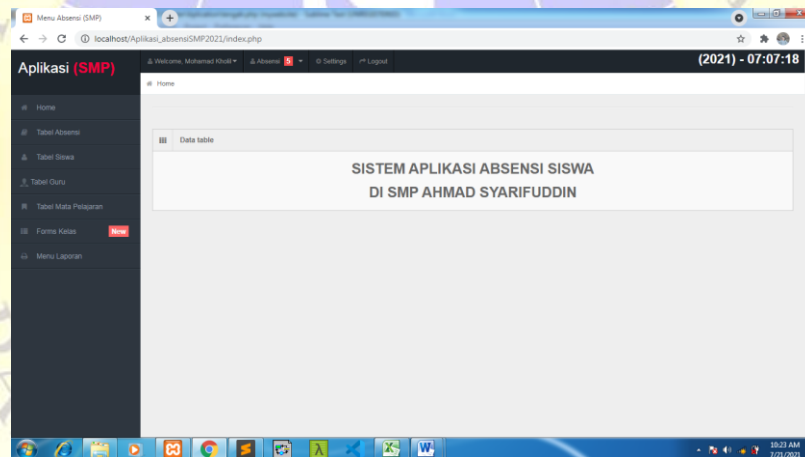 Menu Absensi (SMP)
localhost/Aplikasi_absensiSMP2021/index.php
Aplikasi (SMP)
Welcome, Mohamad Kholil
Absensi 5
Settings
Logout
(2021) - 07:07:18
Home
Home
Tabel Absensi
Tabel Siswa
Tabel Guru
Tabel Mata Pelajaran
Forms Kelas New
Menu Laporan
Data table
SISTEM APLIKASI ABSENSI SISWA
DI SMP AHMAD SYARIFUDDIN
10:23 AM
7/21/2021